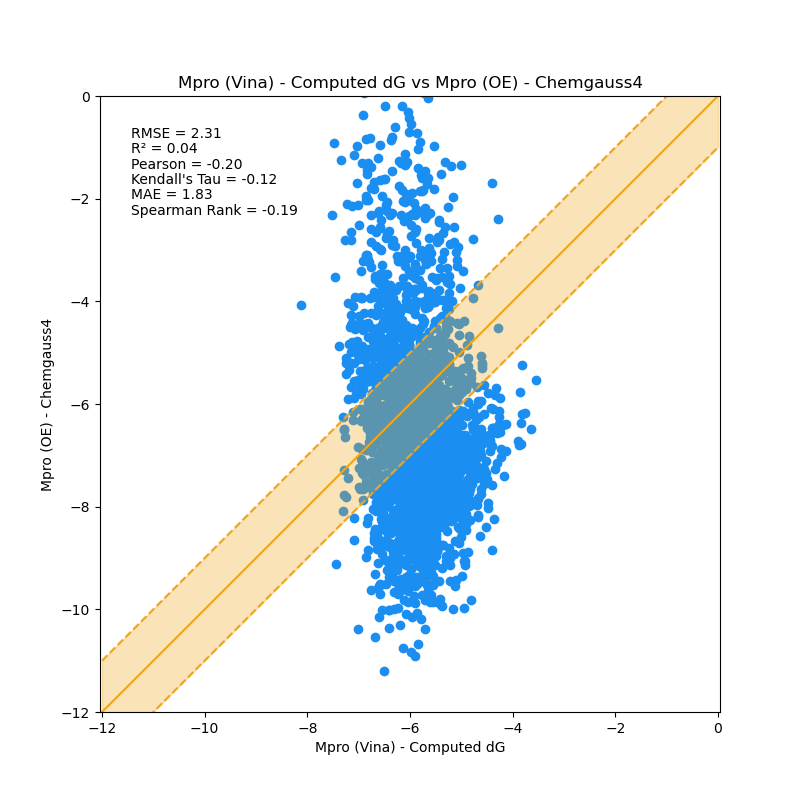 Mpro (Vina) - Computed dG vs Mpro (OE) - Chemgauss4
RMSE = 2.31
R² = 0.04
Pearson = -0.20
Kendall's Tau = -0.12
MAE = 1.83
Spearman Rank = -0.19
0
−2
−4
−6
−8
−10
−12
Mpro (OE) - Chemgauss4
−12 −10 −8 −6 −4 −2 0
Mpro (Vina) - Computed dG